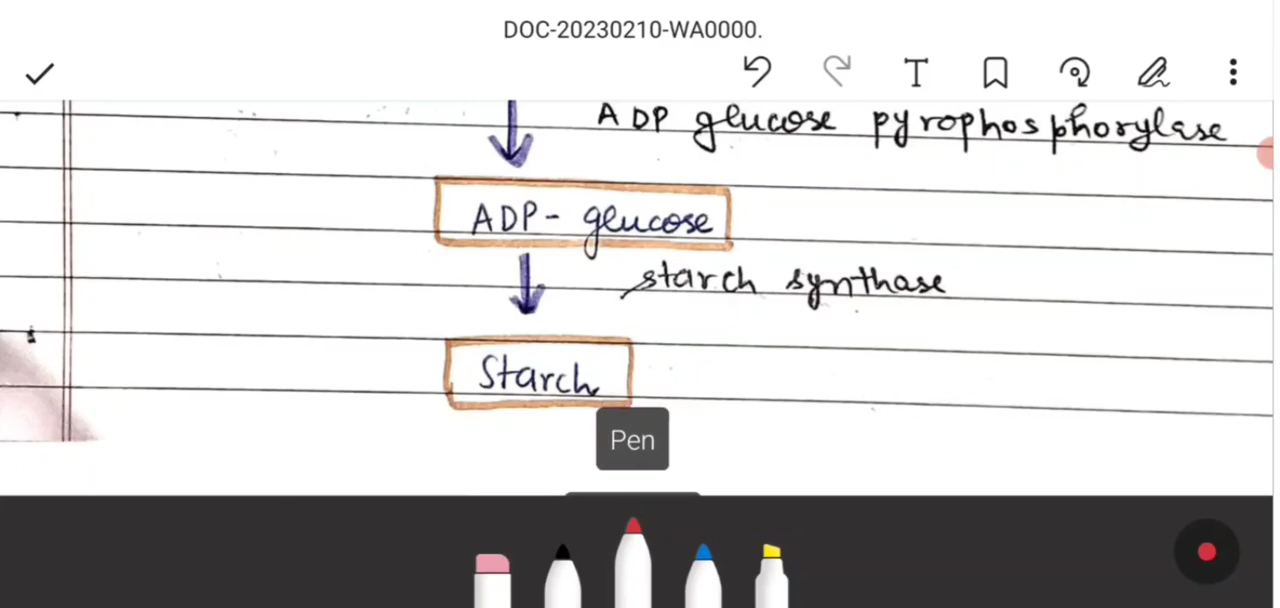 DOC-20230210-WA0000.
T
ADP glucose pyrophosphorylase
ADP- glucose
starch synthase
Starch
Pen